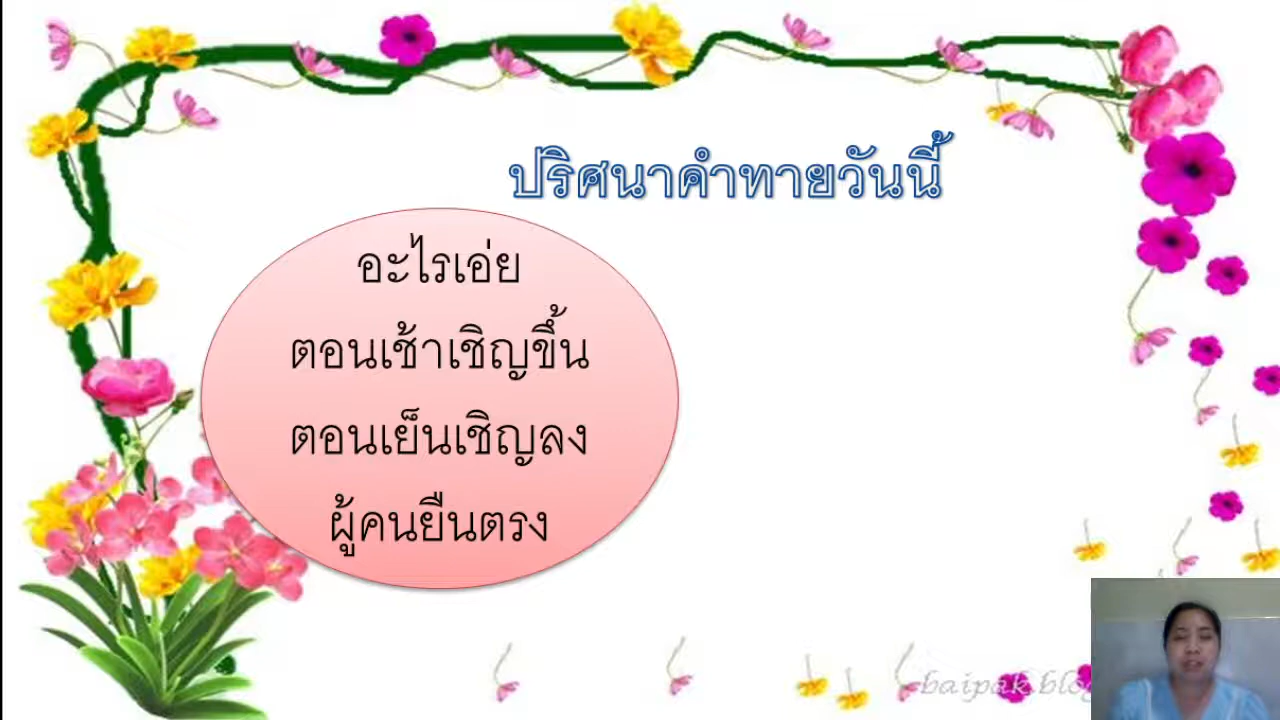 ปริศนาคำทายวันนี้
อะไรเอ่ย
ตอนเช้าเชิญขึ้น
ตอนเย็นเชิญลง
ผู้คนยืนตรง
baipak.blog